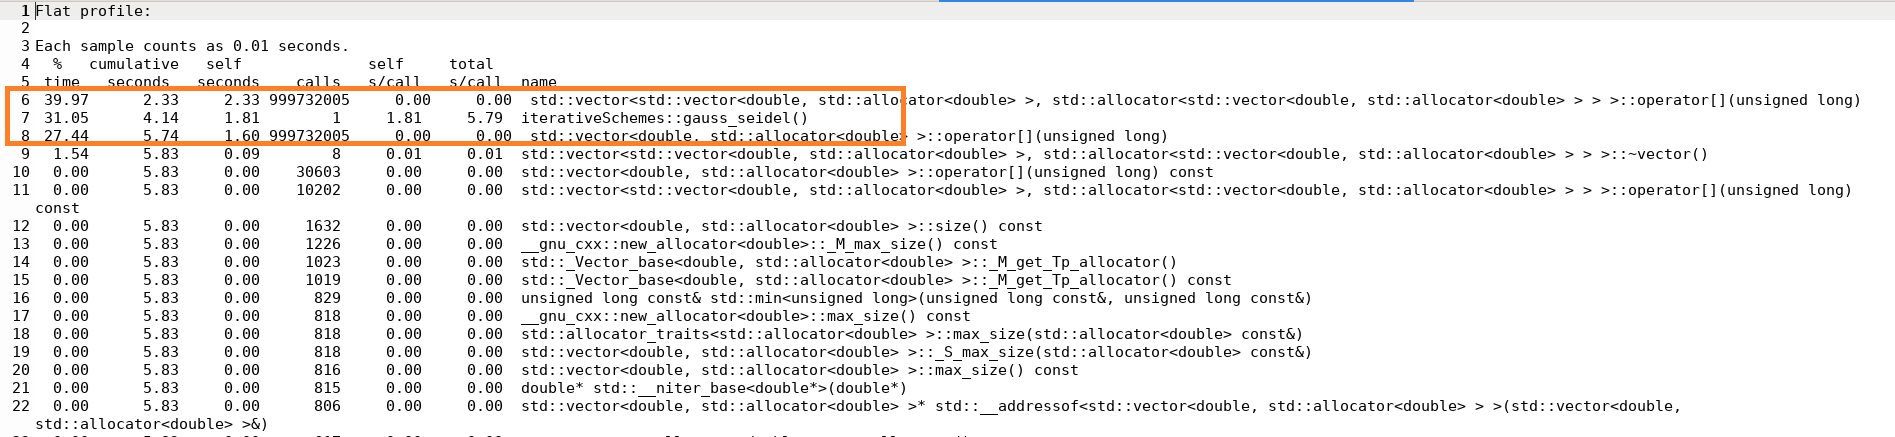 1 Flat profile:
2
3 Each sample counts as 0.01 seconds.
4 % cumulative self self total
5 time seconds seconds calls s/call s/call name
6 39.97 2.33 2.33 999732005 0.00 0.00 std::vector<std::vector<double, std::allocator<double> >, std::allocator<std::vector<double, std::allocator<double> > > >::operator[](unsigned long)
7 31.05 4.14 1.81 1 1.81 5.79 iterativeSchemes::gauss_seidel()
8 27.44 5.74 1.60 999732005 0.00 0.00 std::vector<double, std::allocator<double> >::operator[](unsigned long)
9 1.54 5.83 0.09 8 0.01 0.01 std::vector<std::vector<double, std::allocator<double> >, std::allocator<std::vector<double, std::allocator<double> > > >::~vector()
10 0.00 5.83 0.00 30603 0.00 0.00 std::vector<double, std::allocator<double> >::operator[](unsigned long) const
11 0.00 5.83 0.00 10202 0.00 0.00 std::vector<std::vector<double, std::allocator<double> >, std::allocator<std::vector<double, std::allocator<double> > > >::operator[](unsigned long)
const
12 0.00 5.83 0.00 1632 0.00 0.00 std::vector<double, std::allocator<double> >::size() const
13 0.00 5.83 0.00 1226 0.00 0.00 __gnu_cxx::new_allocator<double>::_M_max_size() const
14 0.00 5.83 0.00 1023 0.00 0.00 std::_Vector_base<double, std::allocator<double> >::_M_get_Tp_allocator()
15 0.00 5.83 0.00 1019 0.00 0.00 std::_Vector_base<double, std::allocator<double> >::_M_get_Tp_allocator() const
16 0.00 5.83 0.00 829 0.00 0.00 unsigned long const& std::min<unsigned long>(unsigned long const&, unsigned long const&)
17 0.00 5.83 0.00 818 0.00 0.00 __gnu_cxx::new_allocator<double>::max_size() const
18 0.00 5.83 0.00 818 0.00 0.00 std::allocator_traits<std::allocator<double> >::max_size(std::allocator<double> const&)
19 0.00 5.83 0.00 818 0.00 0.00 std::vector<double, std::allocator<double> >::_S_max_size(std::allocator<double> const&)
20 0.00 5.83 0.00 816 0.00 0.00 std::vector<double, std::allocator<double> >::max_size() const
21 0.00 5.83 0.00 815 0.00 0.00 double* std::__niter_base<double*>(double*)
22 0.00 5.83 0.00 806 0.00 0.00 std::vector<double, std::allocator<double> >* std::__addressof<std::vector<double, std::allocator<double> > >(std::vector<double,
std::allocator<double> >&)